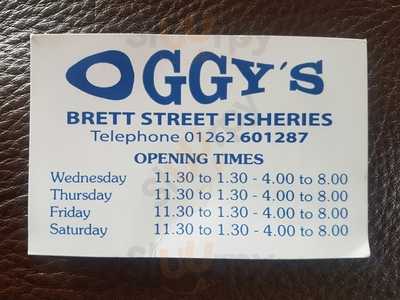 OGGY'S
BRETT STREET FISHERIES
Telephone 01262 601287
OPENING TIMES
Wednesday 11.30 to 1.30 - 4.00 to 8.00
Thursday 11.30 to 1.30 - 4.00 to 8.00
Friday 11.30 to 1.30 - 4.00 to 8.00
Saturday 11.30 to 1.30 - 4.00 to 8.00